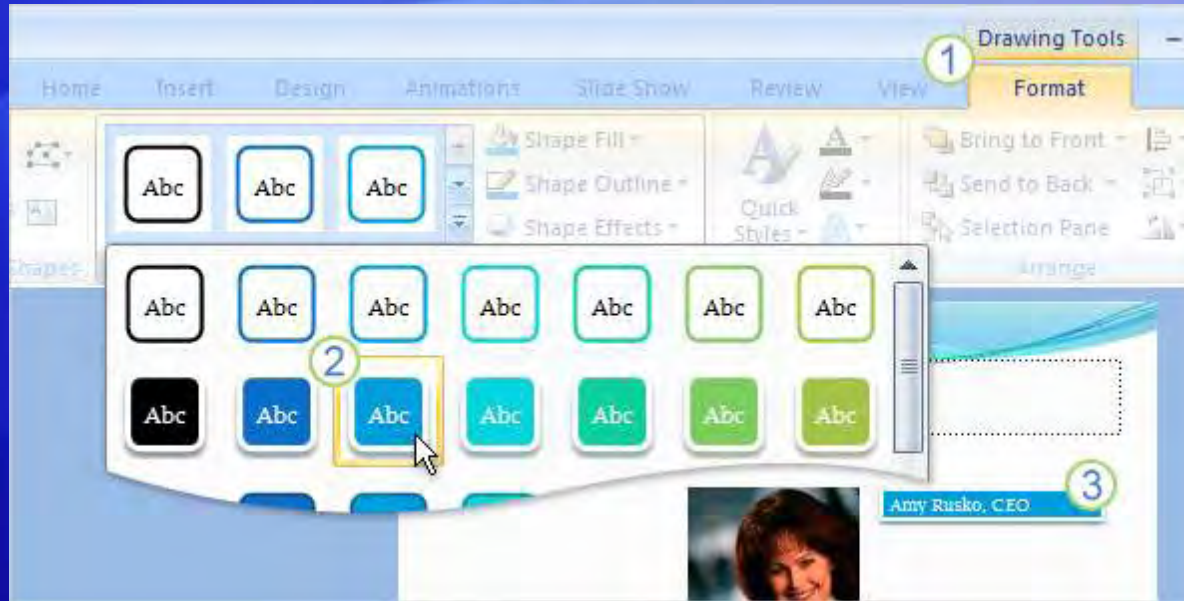 Drawing Tools
1
Home Insert Design Animations Slide Show Review View Format
Abc Abc Abc
Shape Fill
Shape Outline
Shape Effects
Quick
Styles
Bring to Front
Send to Back
Selection Pane
Shapes
Arrange
Abc Abc Abc Abc Abc Abc Abc
2
Abc Abc Abc Abc Abc Abc Abc
3
Amy Rusko, CEO